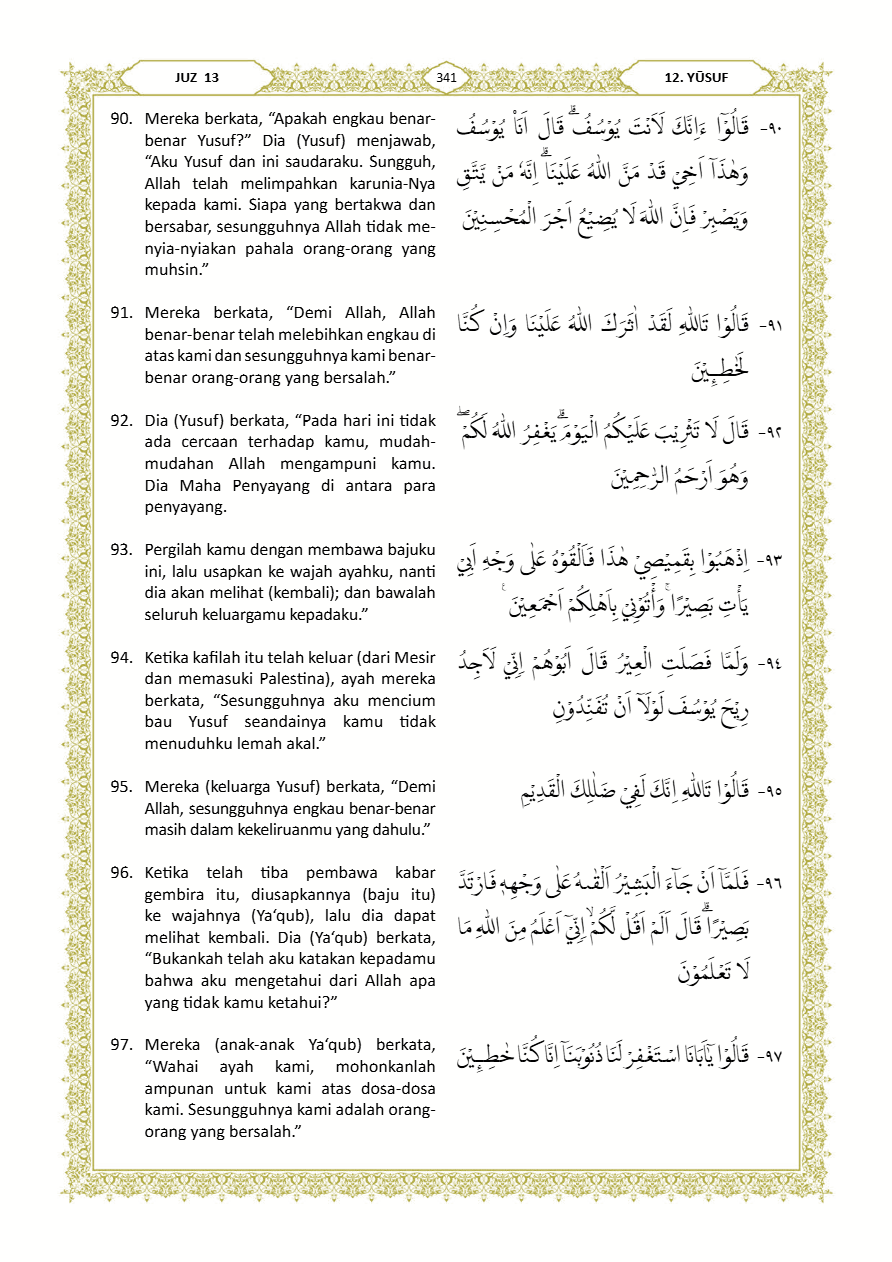 JUZ 13
341
12. YŪSUF
90. Mereka berkata, “Apakah engkau benar-
benar Yusuf?” Dia (Yusuf) menjawab,
“Aku Yusuf dan ini saudaraku. Sungguh,
Allah telah melimpahkan karunia-Nya
kepada kami. Siapa yang bertakwa dan
bersabar, sesungguhnya Allah tidak me-
nyia-nyiakan pahala orang-orang yang
muhsin.”
٩٠- قَالُوْٓا ءَاِنَّكَ لَاَنْتَ يُوْسُفُۗ قَالَ اَنَا۠ يُوْسُفُ
وَهٰذَآ اَخِيْ قَدْ مَنَّ اللّٰهُ عَلَيْنَاۗ اِنَّهٗ مَنْ يَّتَّقِ
وَيَصْبِرْ فَاِنَّ اللّٰهَ لَا يُضِيْعُ اَجْرَ الْمُحْسِنِيْنَ
91. Mereka berkata, “Demi Allah, Allah
benar-benar telah melebihkan engkau di
atas kami dan sesungguhnya kami benar-
benar orang-orang yang bersalah.”
٩١- قَالُوْا تَاللّٰهِ لَقَدْ اٰثَرَكَ اللّٰهُ عَلَيْنَا وَاِنْ كُنَّا
لَخٰطِـِٕيْنَ
92. Dia (Yusuf) berkata, “Pada hari ini tidak
ada cercaan terhadap kamu, mudah-
mudahan Allah mengampuni kamu.
Dia Maha Penyayang di antara para
penyayang.
٩٢- قَالَ لَا تَثْرِيْبَ عَلَيْكُمُ الْيَوْمَۗ يَغْفِرُ اللّٰهُ لَكُمْۖ
وَهُوَ اَرْحَمُ الرّٰحِمِيْنَ
93. Pergilah kamu dengan membawa bajuku
ini, lalu usapkan ke wajah ayahku, nanti
dia akan melihat (kembali); dan bawalah
seluruh keluargamu kepadaku.”
٩٣- اِذْهَبُوْا بِقَمِيْصِيْ هٰذَا فَاَلْقُوْهُ عَلٰى وَجْهِ اَبِيْ
يَأْتِ بَصِيْرًاۚ وَأْتُوْنِيْ بِاَهْلِكُمْ اَجْمَعِيْنَ ࣖ
94. Ketika kafilah itu telah keluar (dari Mesir
dan memasuki Palestina), ayah mereka
berkata, “Sesungguhnya aku mencium
bau Yusuf seandainya kamu tidak
menuduhku lemah akal.”
٩٤- وَلَمَّا فَصَلَتِ الْعِيْرُ قَالَ اَبُوْهُمْ اِنِّيْ لَاَجِدُ
رِيْحَ يُوْسُفَ لَوْلَآ اَنْ تُفَنِّدُوْنِ
95. Mereka (keluarga Yusuf) berkata, “Demi
Allah, sesungguhnya engkau benar-benar
masih dalam kekeliruanmu yang dahulu.”
٩٥- قَالُوْا تَاللّٰهِ اِنَّكَ لَفِيْ ضَلٰلِكَ الْقَدِيْمِ
96. Ketika telah tiba pembawa kabar
gembira itu, diusapkannya (baju itu)
ke wajahnya (Ya‘qub), lalu dia dapat
melihat kembali. Dia (Ya‘qub) berkata,
“Bukankah telah aku katakan kepadamu
bahwa aku mengetahui dari Allah apa
yang tidak kamu ketahui?”
٩٦- فَلَمَّآ اَنْ جَاۤءَ الْبَشِيْرُ اَلْقٰىهُ عَلٰى وَجْهِهٖ فَارْتَدَّ
بَصِيْرًاۗ قَالَ اَلَمْ اَقُلْ لَّكُمْۙ اِنِّيْٓ اَعْلَمُ مِنَ اللّٰهِ مَا
لَا تَعْلَمُوْنَ
97. Mereka (anak-anak Ya‘qub) berkata,
“Wahai ayah kami, mohonkanlah
ampunan untuk kami atas dosa-dosa
kami. Sesungguhnya kami adalah orang-
orang yang bersalah.”
٩٧- قَالُوْا يٰٓاَبَانَا اسْتَغْفِرْ لَنَا ذُنُوْبَنَآ اِنَّا كُنَّا خٰطِـِٕيْنَ